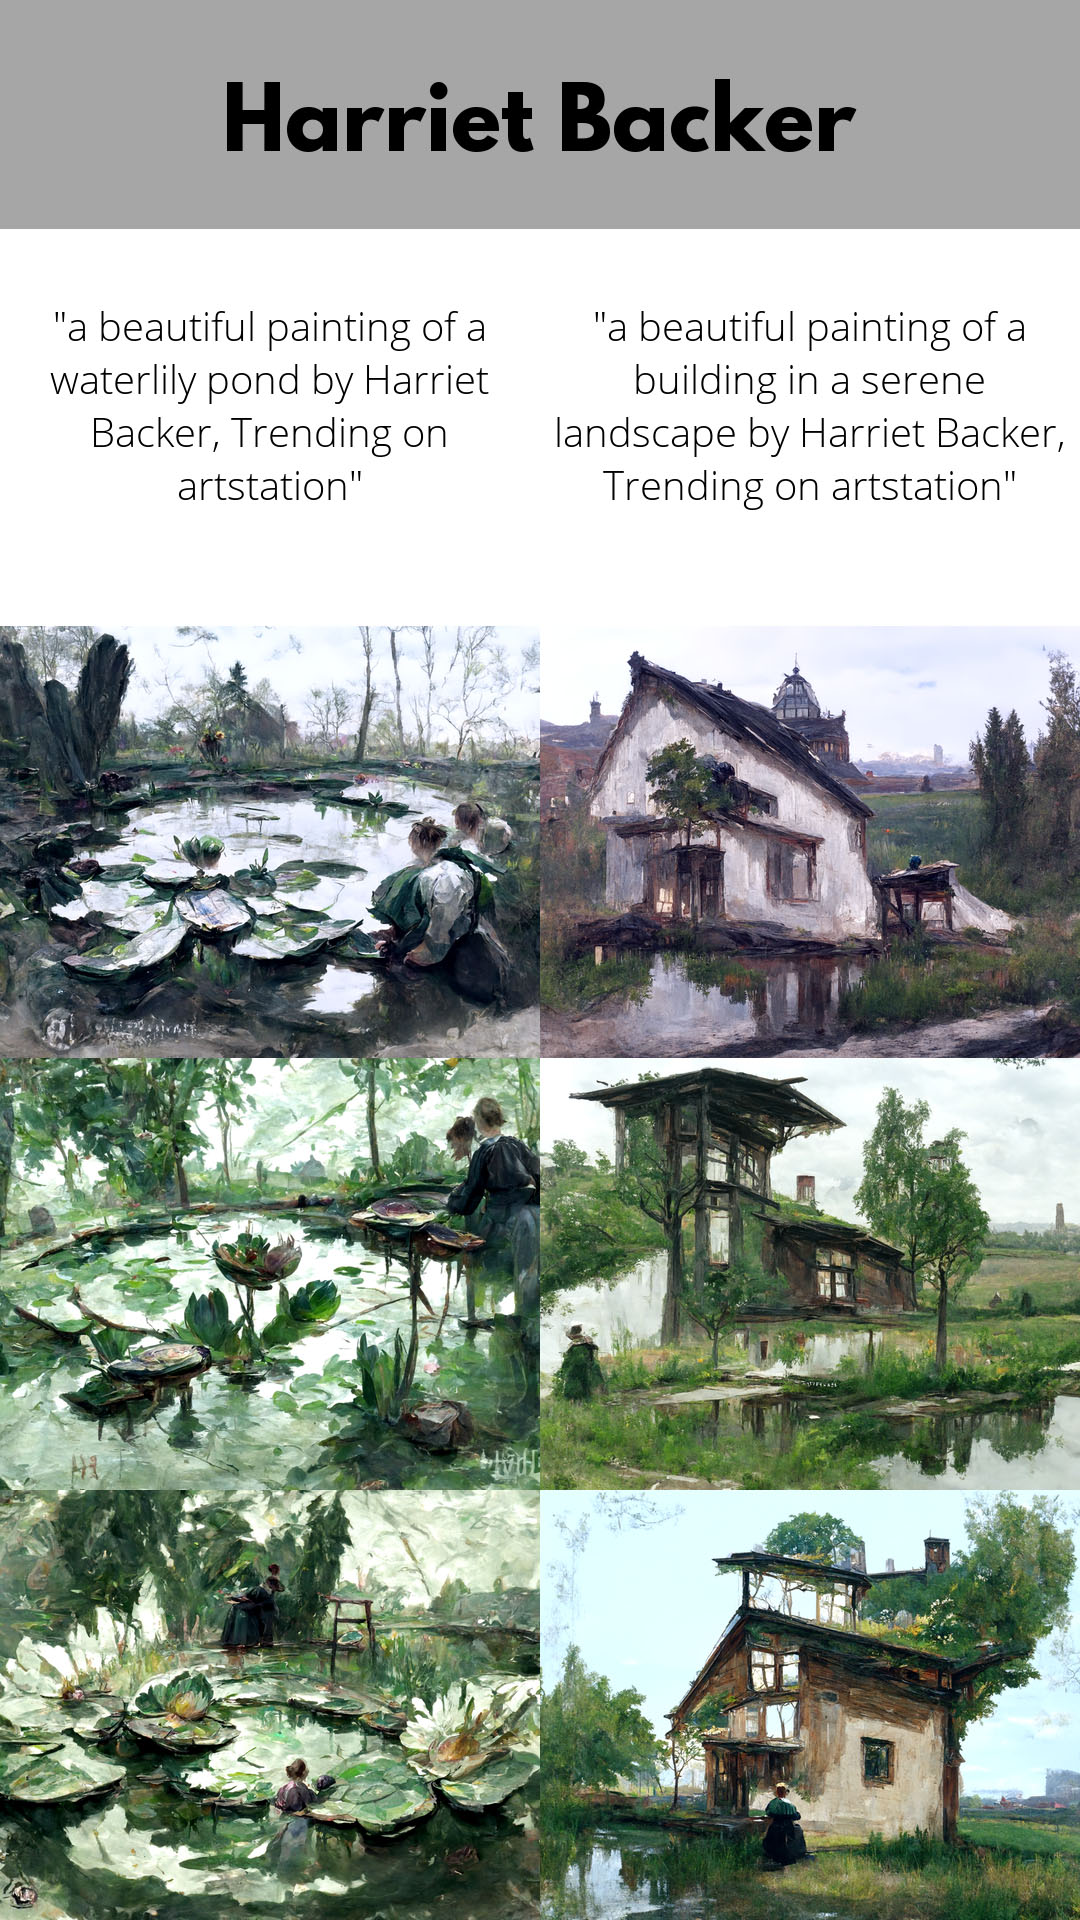 Harriet Backer
"a beautiful painting of a
waterlily pond by Harriet
Backer, Trending on
artstation"
"a beautiful painting of a
building in a serene
landscape by Harriet Backer,
Trending on artstation"